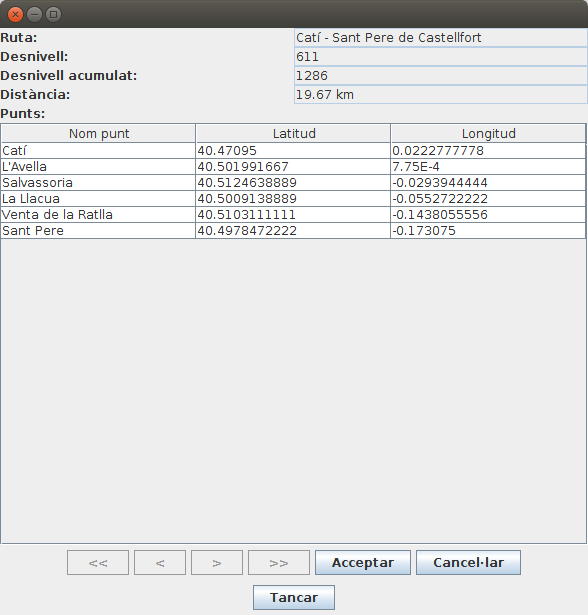 Ruta: Catí - Sant Pere de Castellfort
Desnivell: 611
Desnivell acumulat: 1286
Distància: 19.67 km
Punts:
Nom punt Latitud Longitud
Catí 40.47095 0.0222777778
L'Avella 40.501991667 7.75E-4
Salvassoria 40.5124638889 -0.0293944444
La Llacua 40.5009138889 -0.0552722222
Venta de la Ratlla 40.5103111111 -0.1438055556
Sant Pere 40.4978472222 -0.173075
<< < > >> Acceptar Cancel·lar
Tancar